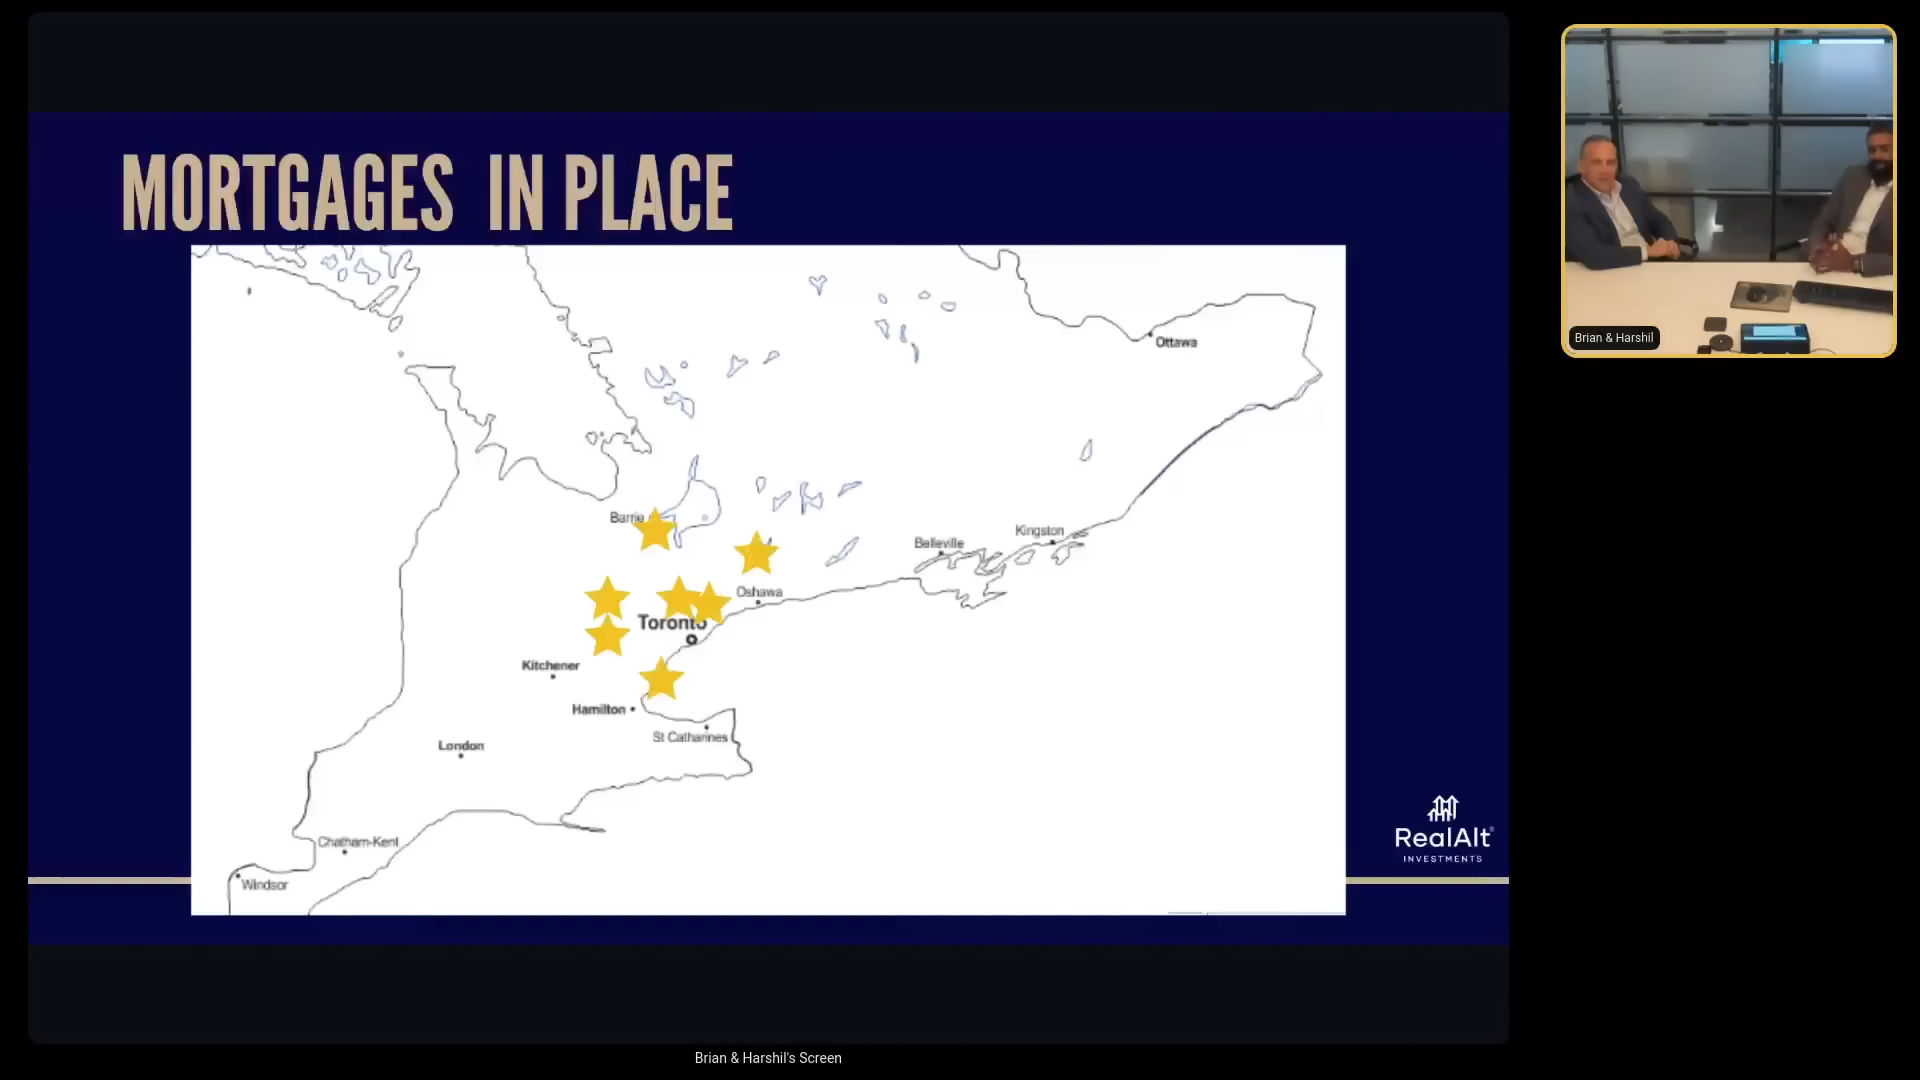 MORTGAGES IN PLACE
Ottawa
Barrie
Kingston
Belleville
Oshawa
Toronto
Kitchener
Hamilton
St Catharines
London
Chatham-Kent
Windsor
RealAlt
INVESTMENTS
Brian & Harshil
Brian & Harshil's Screen